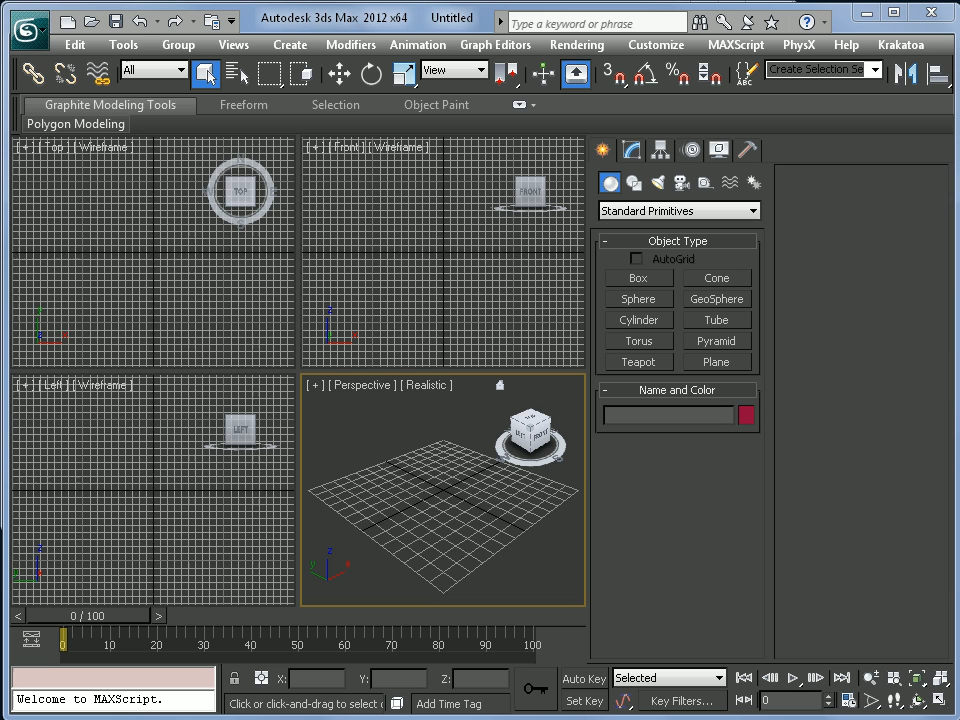 Autodesk 3ds Max 2012 x64 Untitled
Type a keyword or phrase
Edit Tools Group Views Create Modifiers Animation Graph Editors Rendering Customize MAXScript PhysX Help Krakatoa
All View 3 % ABC Create Selection Se
Graphite Modeling Tools Freeform Selection Object Paint
Polygon Modeling
[ + ] [ Top ] [ Wireframe ]
TOP
[ + ] [ Front ] [ Wireframe ]
FRONT
[ + ] [ Left ] [ Wireframe ]
LEFT
[ + ] [ Perspective ] [ Realistic ]
TOP
LEFT FRONT
Standard Primitives
- Object Type
AutoGrid
Box Cone
Sphere GeoSphere
Cylinder Tube
Torus Pyramid
Teapot Plane
- Name and Color
< 0 / 100 >
0 10 20 30 40 50 60 70 80 90 100
X: Y: Z:
Auto Key Selected
Welcome to MAXScript.
Click or click-and-drag to select o
Add Time Tag
Set Key Key Filters... 0